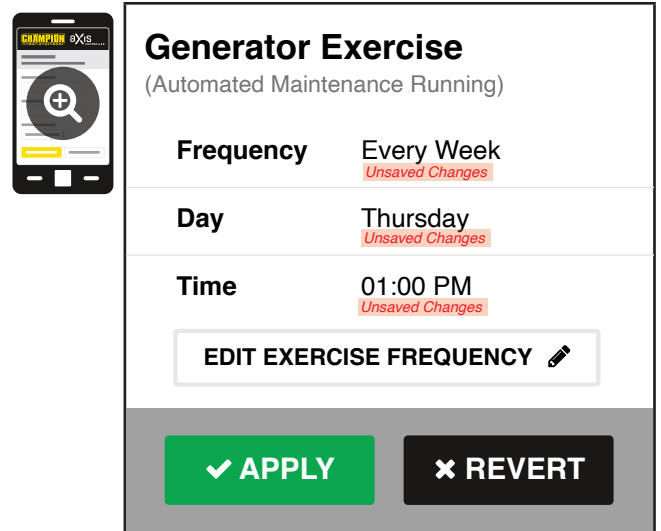 CHAMPION aXis
CONTROLLER
Generator Exercise
(Automated Maintenance Running)
Frequency Every Week
Unsaved Changes
Day Thursday
Unsaved Changes
Time 01:00 PM
Unsaved Changes
EDIT EXERCISE FREQUENCY
APPLY REVERT